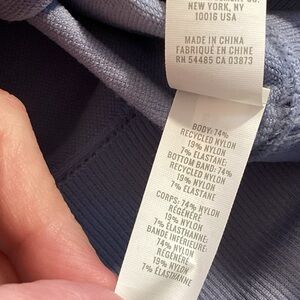 NEW YORK, NY
10016 USA
MADE IN CHINA
FABRIQUÉ EN CHINE
RN 54485 CA 03873
BODY: 74%
RECYCLED NYLON
19% NYLON
7% ELASTANE;
BOTTOM BAND: 74%
RECYCLED NYLON
19% NYLON
7% ELASTANE
CORPS: 74% NYLON
RÉGÉNÉRÉ
19% NYLON
7% ÉLASTHANNE;
BANDE INFÉRIEURE:
74% NYLON
RÉGÉNÉRÉ
19% NYLON
7% ÉLASTHANNE